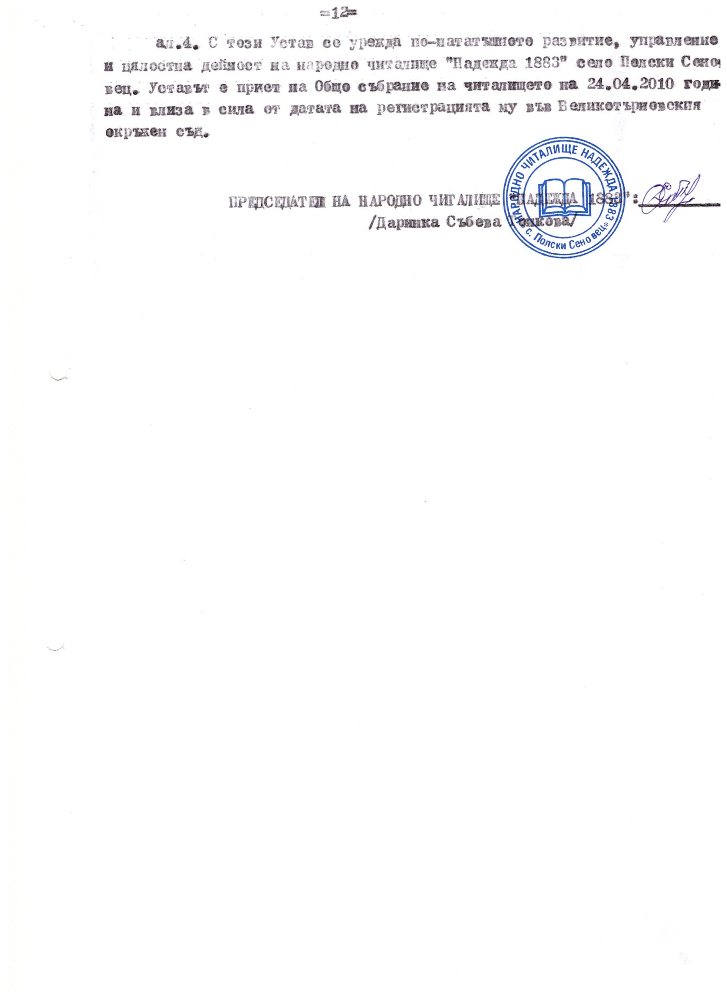 =12=
ал.4. С този Устав се урежда по-нататъшното развитие, управление
и цялостна дейност на народно читалище "Надежда 1883" село Полски Сено-
вец. Уставът е приет на Общо събрание на читалището на 24.04.2010 годи-
на и влиза в сила от датата на регистрацията му във Великотърновския
окръжен съд.
ПРЕДСЕДАТЕЛ НА НАРОДНО ЧИТАЛИЩЕ "НАДЕЖДА 1883":
/Даринка Събева Тонкова/
НАРОДНО ЧИТАЛИЩЕ НАДЕЖДА 1883
* с. Полски Сеновец *